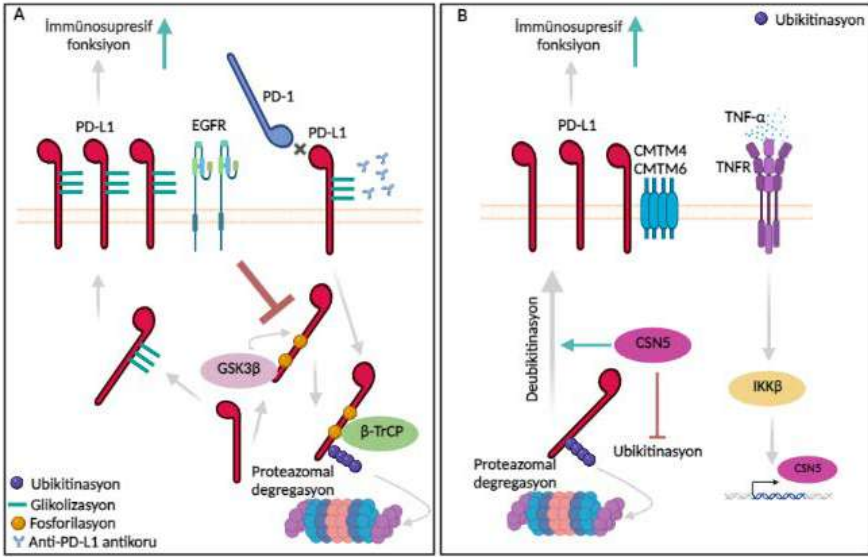 A
İmmünosupresif
fonksiyon
PD-1
PD-L1
EGFR
PD-L1
GSK3β
β-TrCP
Proteazomal
degregasyon
Ubikitinasyon
Glikolizasyon
Fosforilasyon
Anti-PD-L1 antikoru
B
Ubikitinasyon
İmmünosupresif
fonksiyon
PD-L1
CMTM4
CMTM6
TNF-α
TNFR
Deubikitinasyon
CSN5
IKKβ
Ubikitinasyon
Proteazomal
degregasyon
CSN5